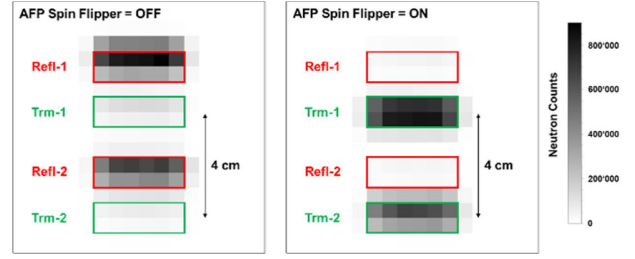 AFP Spin Flipper = OFF
Refl-1
Trm-1
Refl-2
4 cm
Trm-2
AFP Spin Flipper = ON
Refl-1
Trm-1
Refl-2
4 cm
Trm-2
Neutron Counts
800'000
600'000
400'000
200'000
0